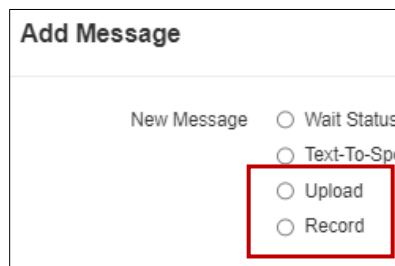 Add Message
New Message
Wait Status
Text-To-Spe
Upload
Record